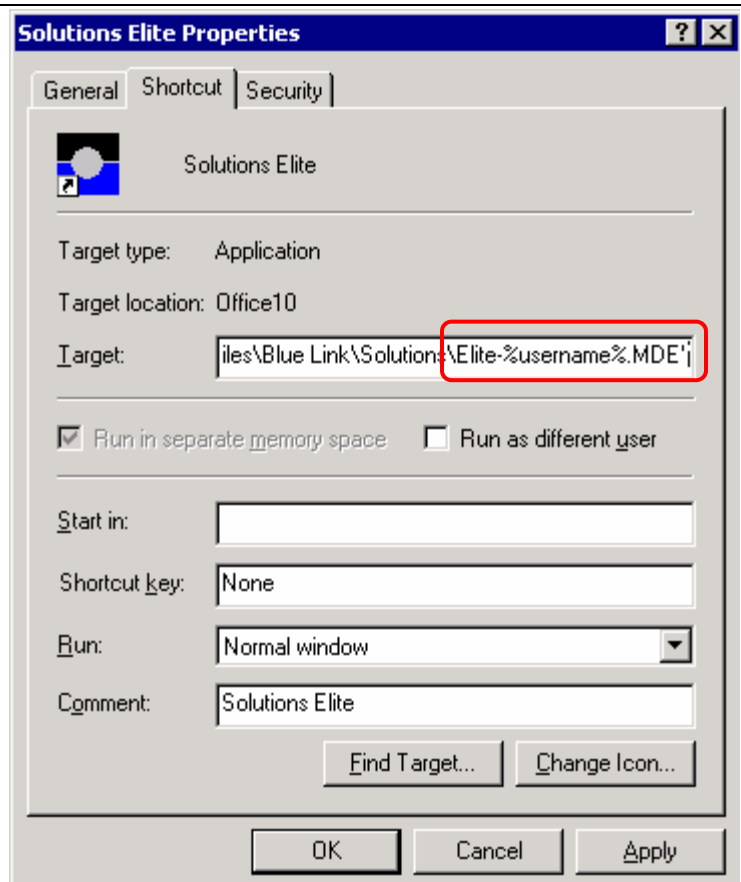 Solutions Elite Properties
General Shortcut Security
Solutions Elite
Target type: Application
Target location: Office10
Target: iles\Blue Link\Solutions\Elite-%username%.MDE"
Run in separate memory space Run as different user
Start in:
Shortcut key: None
Run: Normal window
Comment: Solutions Elite
Find Target... Change Icon...
OK Cancel Apply